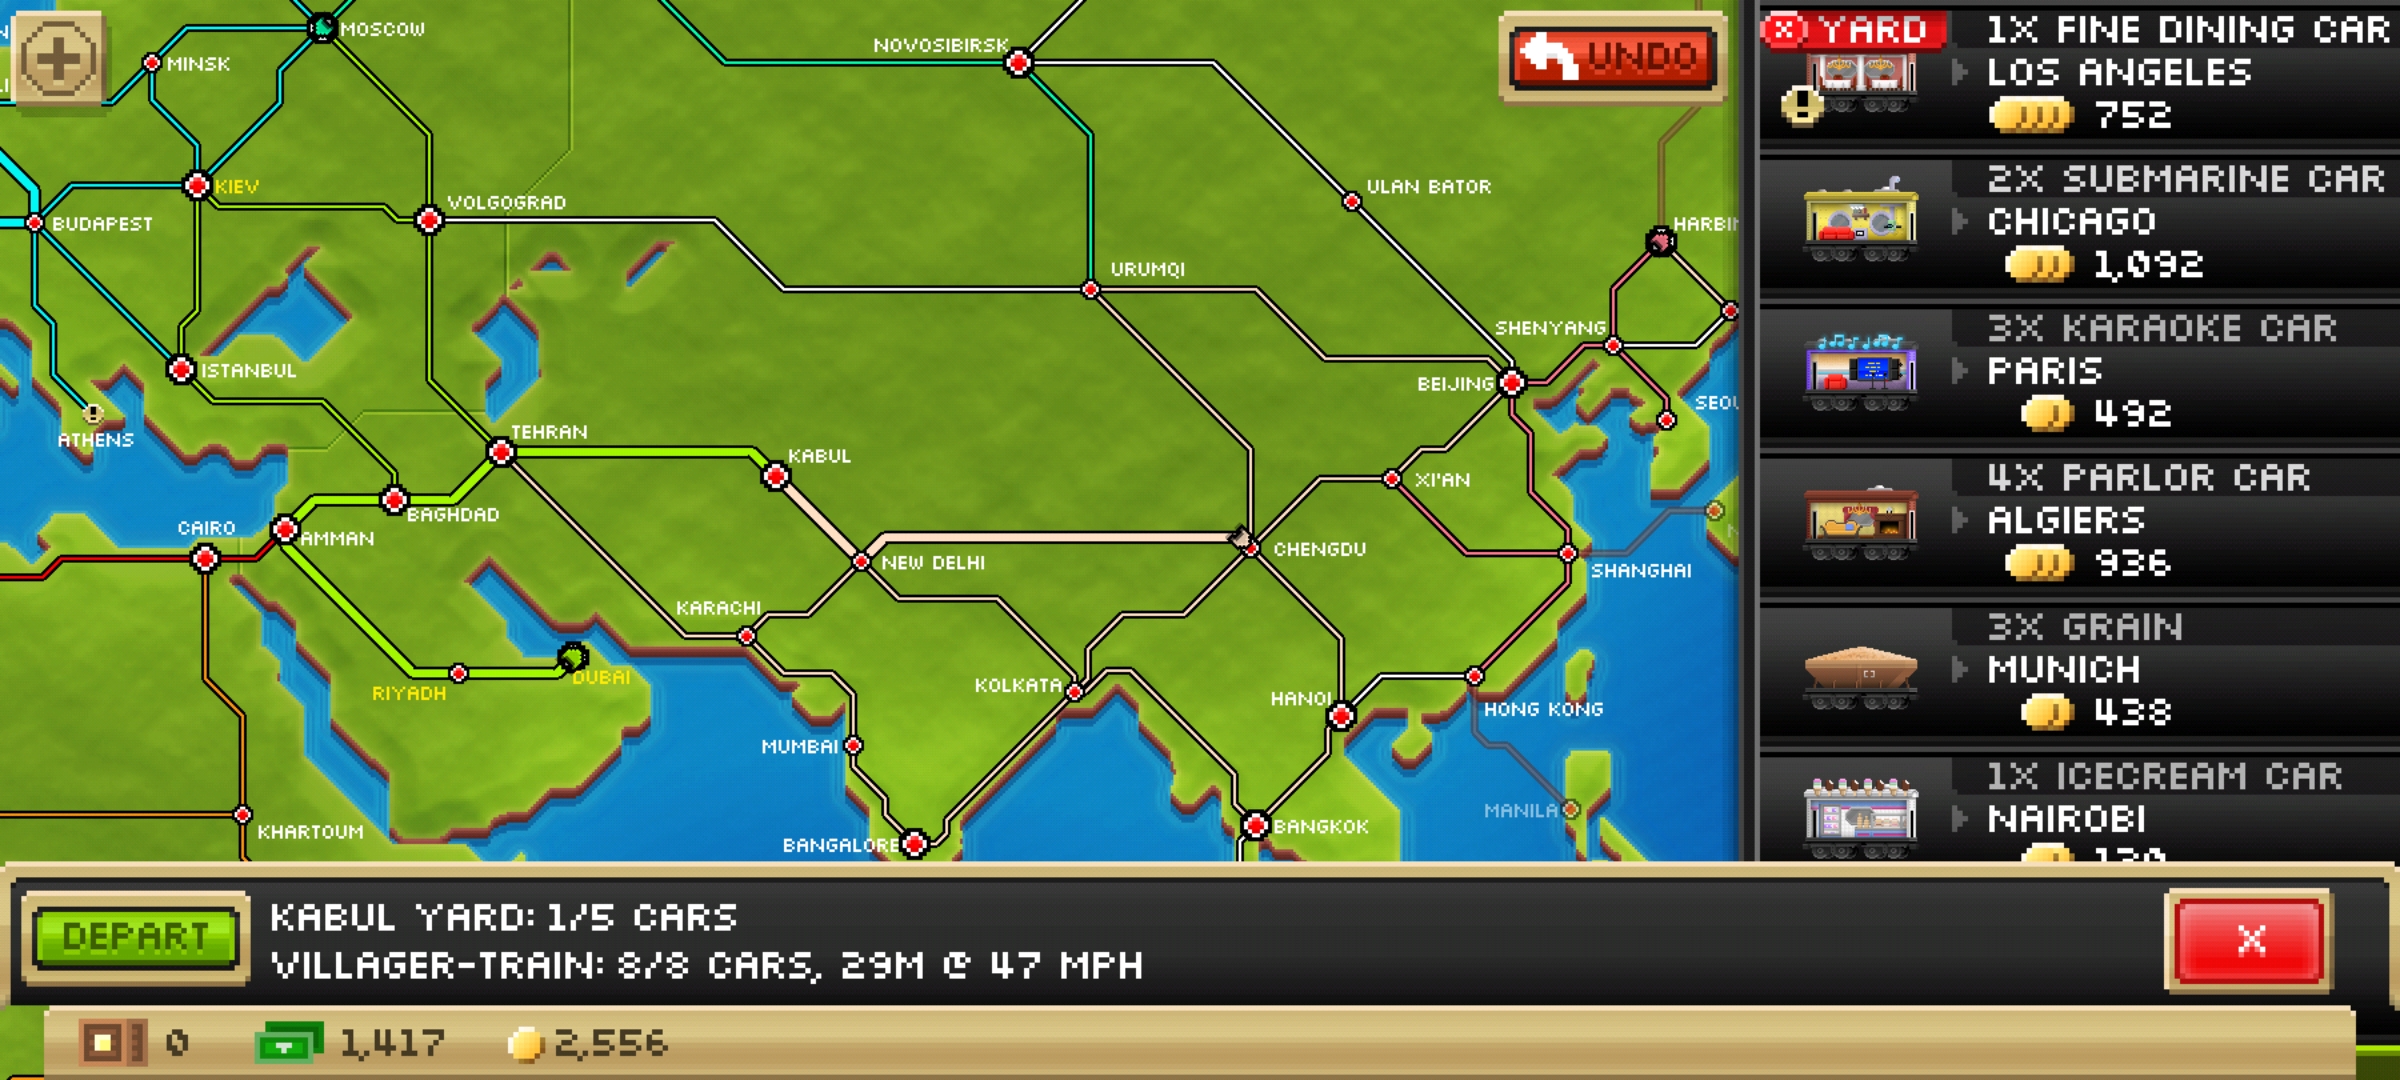 MOSCOW
MINSK
NOVOSIBIRSK
UNDO
KIEV
ULAN BATOR
VOLGOGRAD
BUDAPEST
HARBIN
URUMQI
SHENYANG
ISTANBUL
BEIJING
SEOU
TEHRAN
ATHENS
KABUL
XI'AN
BAGHDAD
CAIRO
AMMAN
NEW DELHI
CHENGDU
SHANGHAI
KARACHI
RIYADH
DUBAI
KOLKATA
HANOI
HONG KONG
MUMBAI
MANILA
KHARTOUM
BANGALORE
BANGKOK
YARD
1X FINE DINING CAR
LOS ANGELES
752
2X SUBMARINE CAR
CHICAGO
1,092
3X KARAOKE CAR
PARIS
492
4X PARLOR CAR
ALGIERS
936
3X GRAIN
MUNICH
438
1X ICECREAM CAR
NAIROBI
DEPART
KABUL YARD: 1/5 CARS
VILLAGER-TRAIN: 8/8 CARS, 29M @ 47 MPH
X
0
1,417
2,556